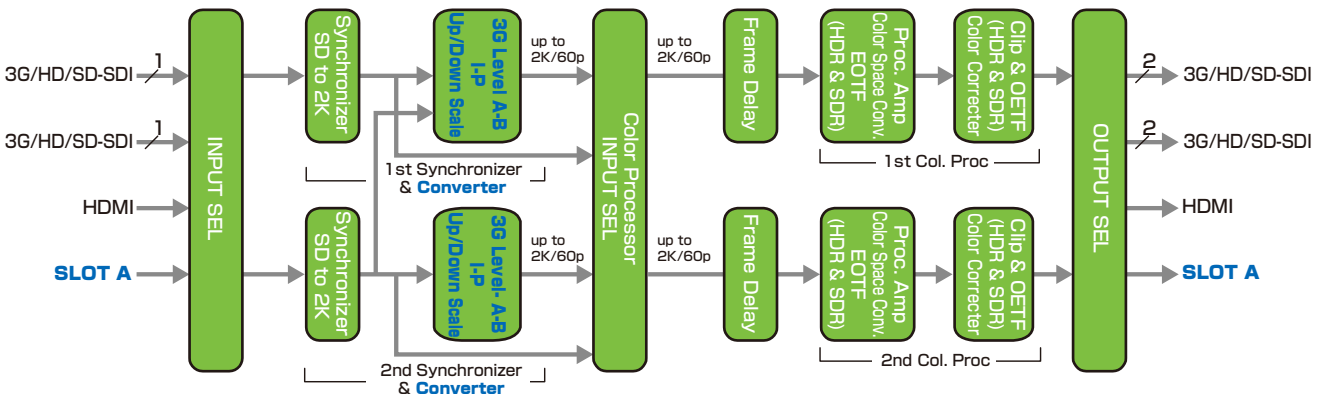 3G/HD/SD-SDI
1
3G/HD/SD-SDI
1
HDMI
SLOT A
INPUT SEL
Synchronizer
SD to 2K
3G Level A-B
I-P
Up/Down Scale
up to
2K/60p
1st Synchronizer
& Converter
Synchronizer
SD to 2K
3G Level- A-B
I-P
Up/Down Scale
up to
2K/60p
2nd Synchronizer
& Converter
Color Processor
INPUT SEL
up to
2K/60p
Frame Delay
Proc. Amp
Color Space Conv.
EOTF
(HDR & SDR)
Clip & OETF
(HDR & SDR)
Color Correcter
1st Col. Proc
up to
2K/60p
Frame Delay
Proc. Amp
Color Space Conv.
EOTF
(HDR & SDR)
Clip & OETF
(HDR & SDR)
Color Correcter
2nd Col. Proc
OUTPUT SEL
2
3G/HD/SD-SDI
2
3G/HD/SD-SDI
HDMI
SLOT A